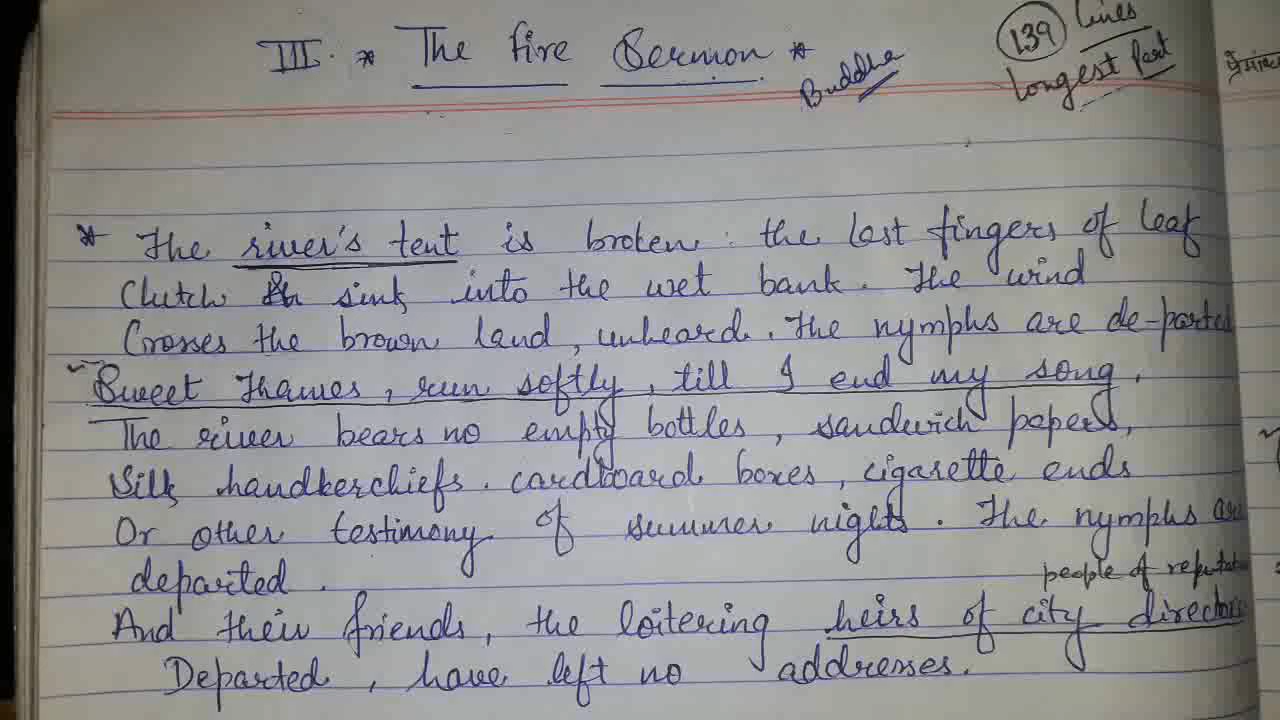 III. * The fire Sermon *
Buddha
139 lines
longest Part
* The river's tent is broken: the last fingers of leaf
Clutch & sink into the wet bank. The wind
Crosses the brown land, unheard. The nymphs are de-parted
Sweet Thames, run softly, till I end my song.
The river bears no empty bottles, sandwich papers,
Silk handkerchiefs. cardboard boxes, cigarette ends
Or other testimony of summer nights. The nymphs are
departed.
people of reputat
And their friends, the loitering heirs of city directors
Departed, have left no addresses.